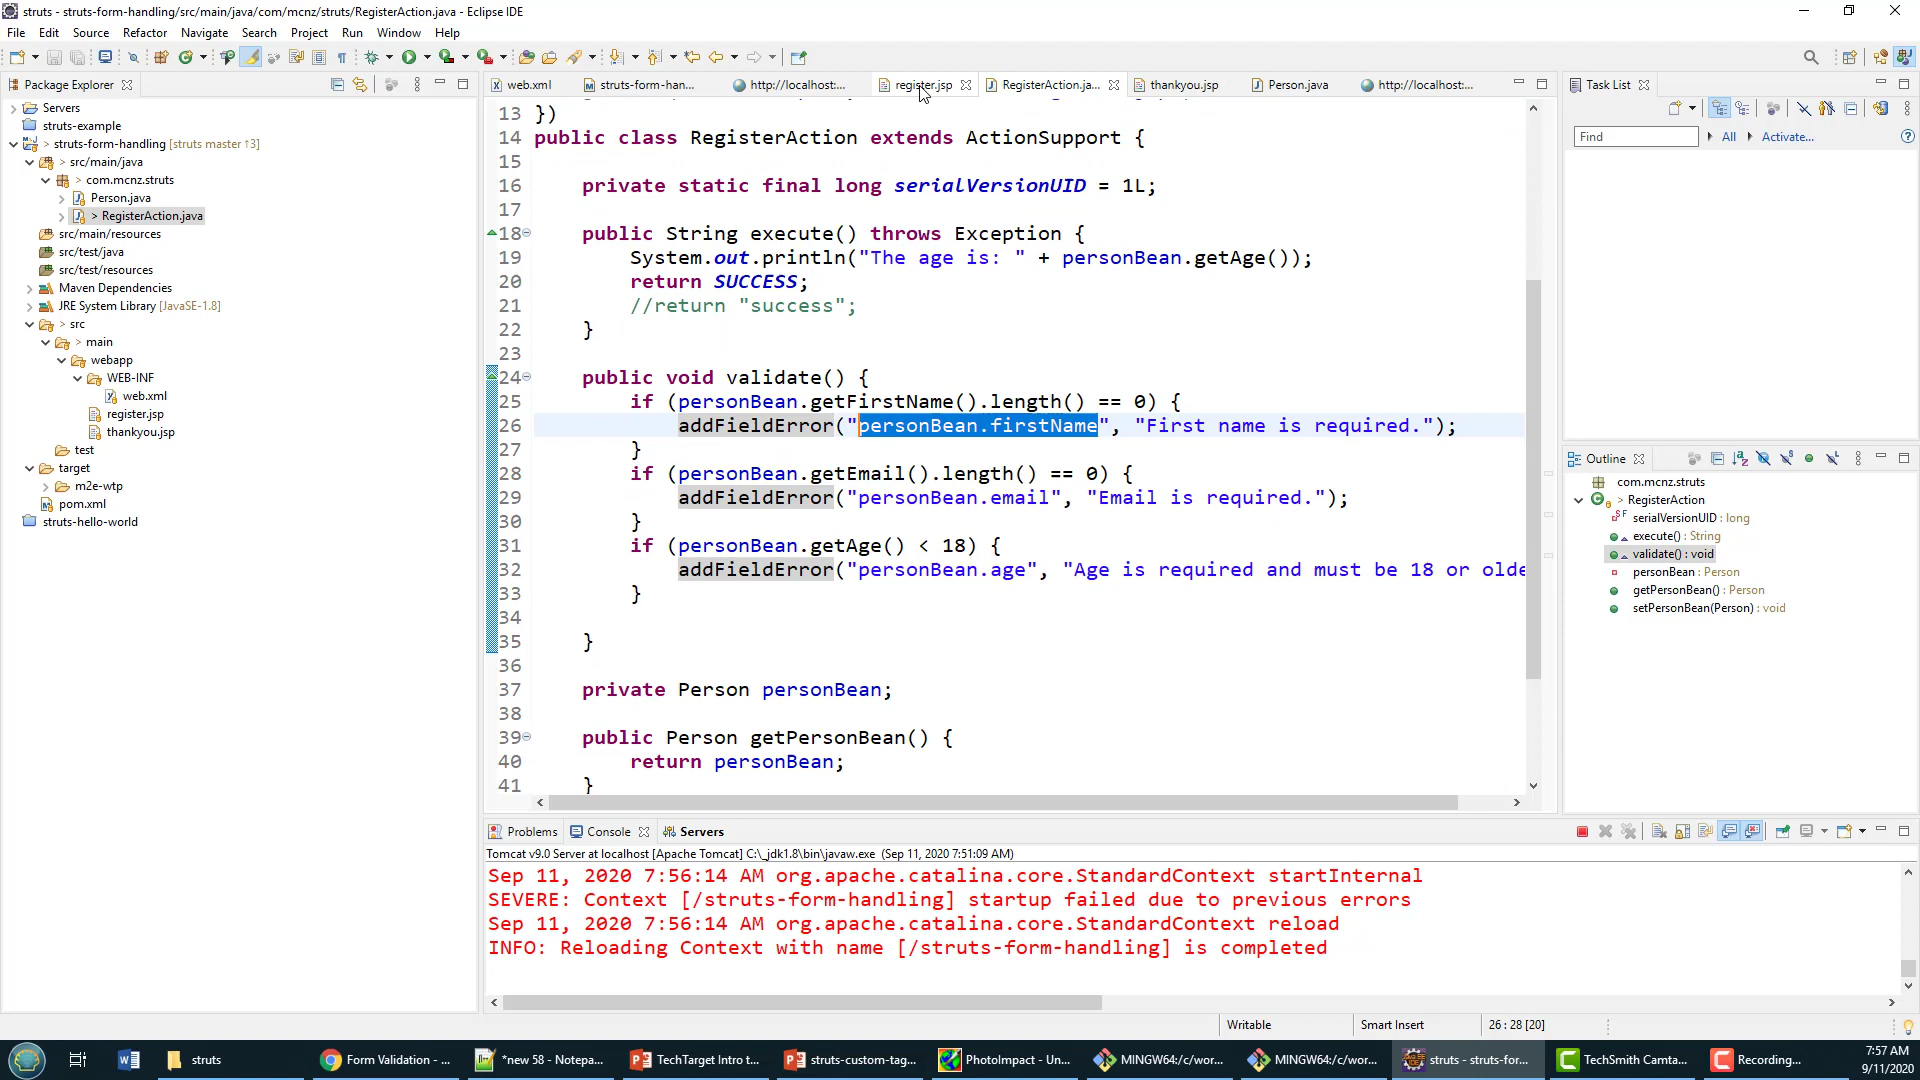 struts - struts-form-handling/src/main/java/com/mcnz/struts/RegisterAction.java - Eclipse IDE
File Edit Source Refactor Navigate Search Project Run Window Help
Package Explorer
web.xml
struts-form-han...
http://localhost:...
register.jsp
RegisterAction.ja...
thankyou.jsp
Person.java
http://localhost:...
Task List
Find
All
Activate...
Servers
struts-example
> struts-form-handling [struts master ↑3]
> src/main/java
> com.mcnz.struts
Person.java
> RegisterAction.java
src/main/resources
src/test/java
src/test/resources
Maven Dependencies
JRE System Library [JavaSE-1.8]
> src
> main
webapp
WEB-INF
web.xml
register.jsp
thankyou.jsp
test
target
m2e-wtp
pom.xml
struts-hello-world
13 })
14 public class RegisterAction extends ActionSupport {
15
16 private static final long serialVersionUID = 1L;
17
18 public String execute() throws Exception {
19 System.out.println("The age is: " + personBean.getAge());
20 return SUCCESS;
21 //return "success";
22 }
23
24 public void validate() {
25 if (personBean.getFirstName().length() == 0) {
26 addFieldError("personBean.firstName", "First name is required.");
27 }
28 if (personBean.getEmail().length() == 0) {
29 addFieldError("personBean.email", "Email is required.");
30 }
31 if (personBean.getAge() < 18) {
32 addFieldError("personBean.age", "Age is required and must be 18 or olde
33 }
34
35 }
36
37 private Person personBean;
38
39 public Person getPersonBean() {
40 return personBean;
41 }
Outline
com.mcnz.struts
> RegisterAction
serialVersionUID : long
execute() : String
validate() : void
personBean : Person
getPersonBean() : Person
setPersonBean(Person) : void
Problems Console Servers
Tomcat v9.0 Server at localhost [Apache Tomcat] C:\_jdk1.8\bin\javaw.exe (Sep 11, 2020 7:51:09 AM)
Sep 11, 2020 7:56:14 AM org.apache.catalina.core.StandardContext startInternal
SEVERE: Context [/struts-form-handling] startup failed due to previous errors
Sep 11, 2020 7:56:14 AM org.apache.catalina.core.StandardContext reload
INFO: Reloading Context with name [/struts-form-handling] is completed
Writable
Smart Insert
26 : 28 [20]
struts
Form Validation - ...
*new 58 - Notepa...
TechTarget Intro t...
struts-custom-tag...
PhotoImpact - Un...
MINGW64:/c/wor...
MINGW64:/c/wor...
struts - struts-for...
TechSmith Camta...
Recording...
7:57 AM
9/11/2020